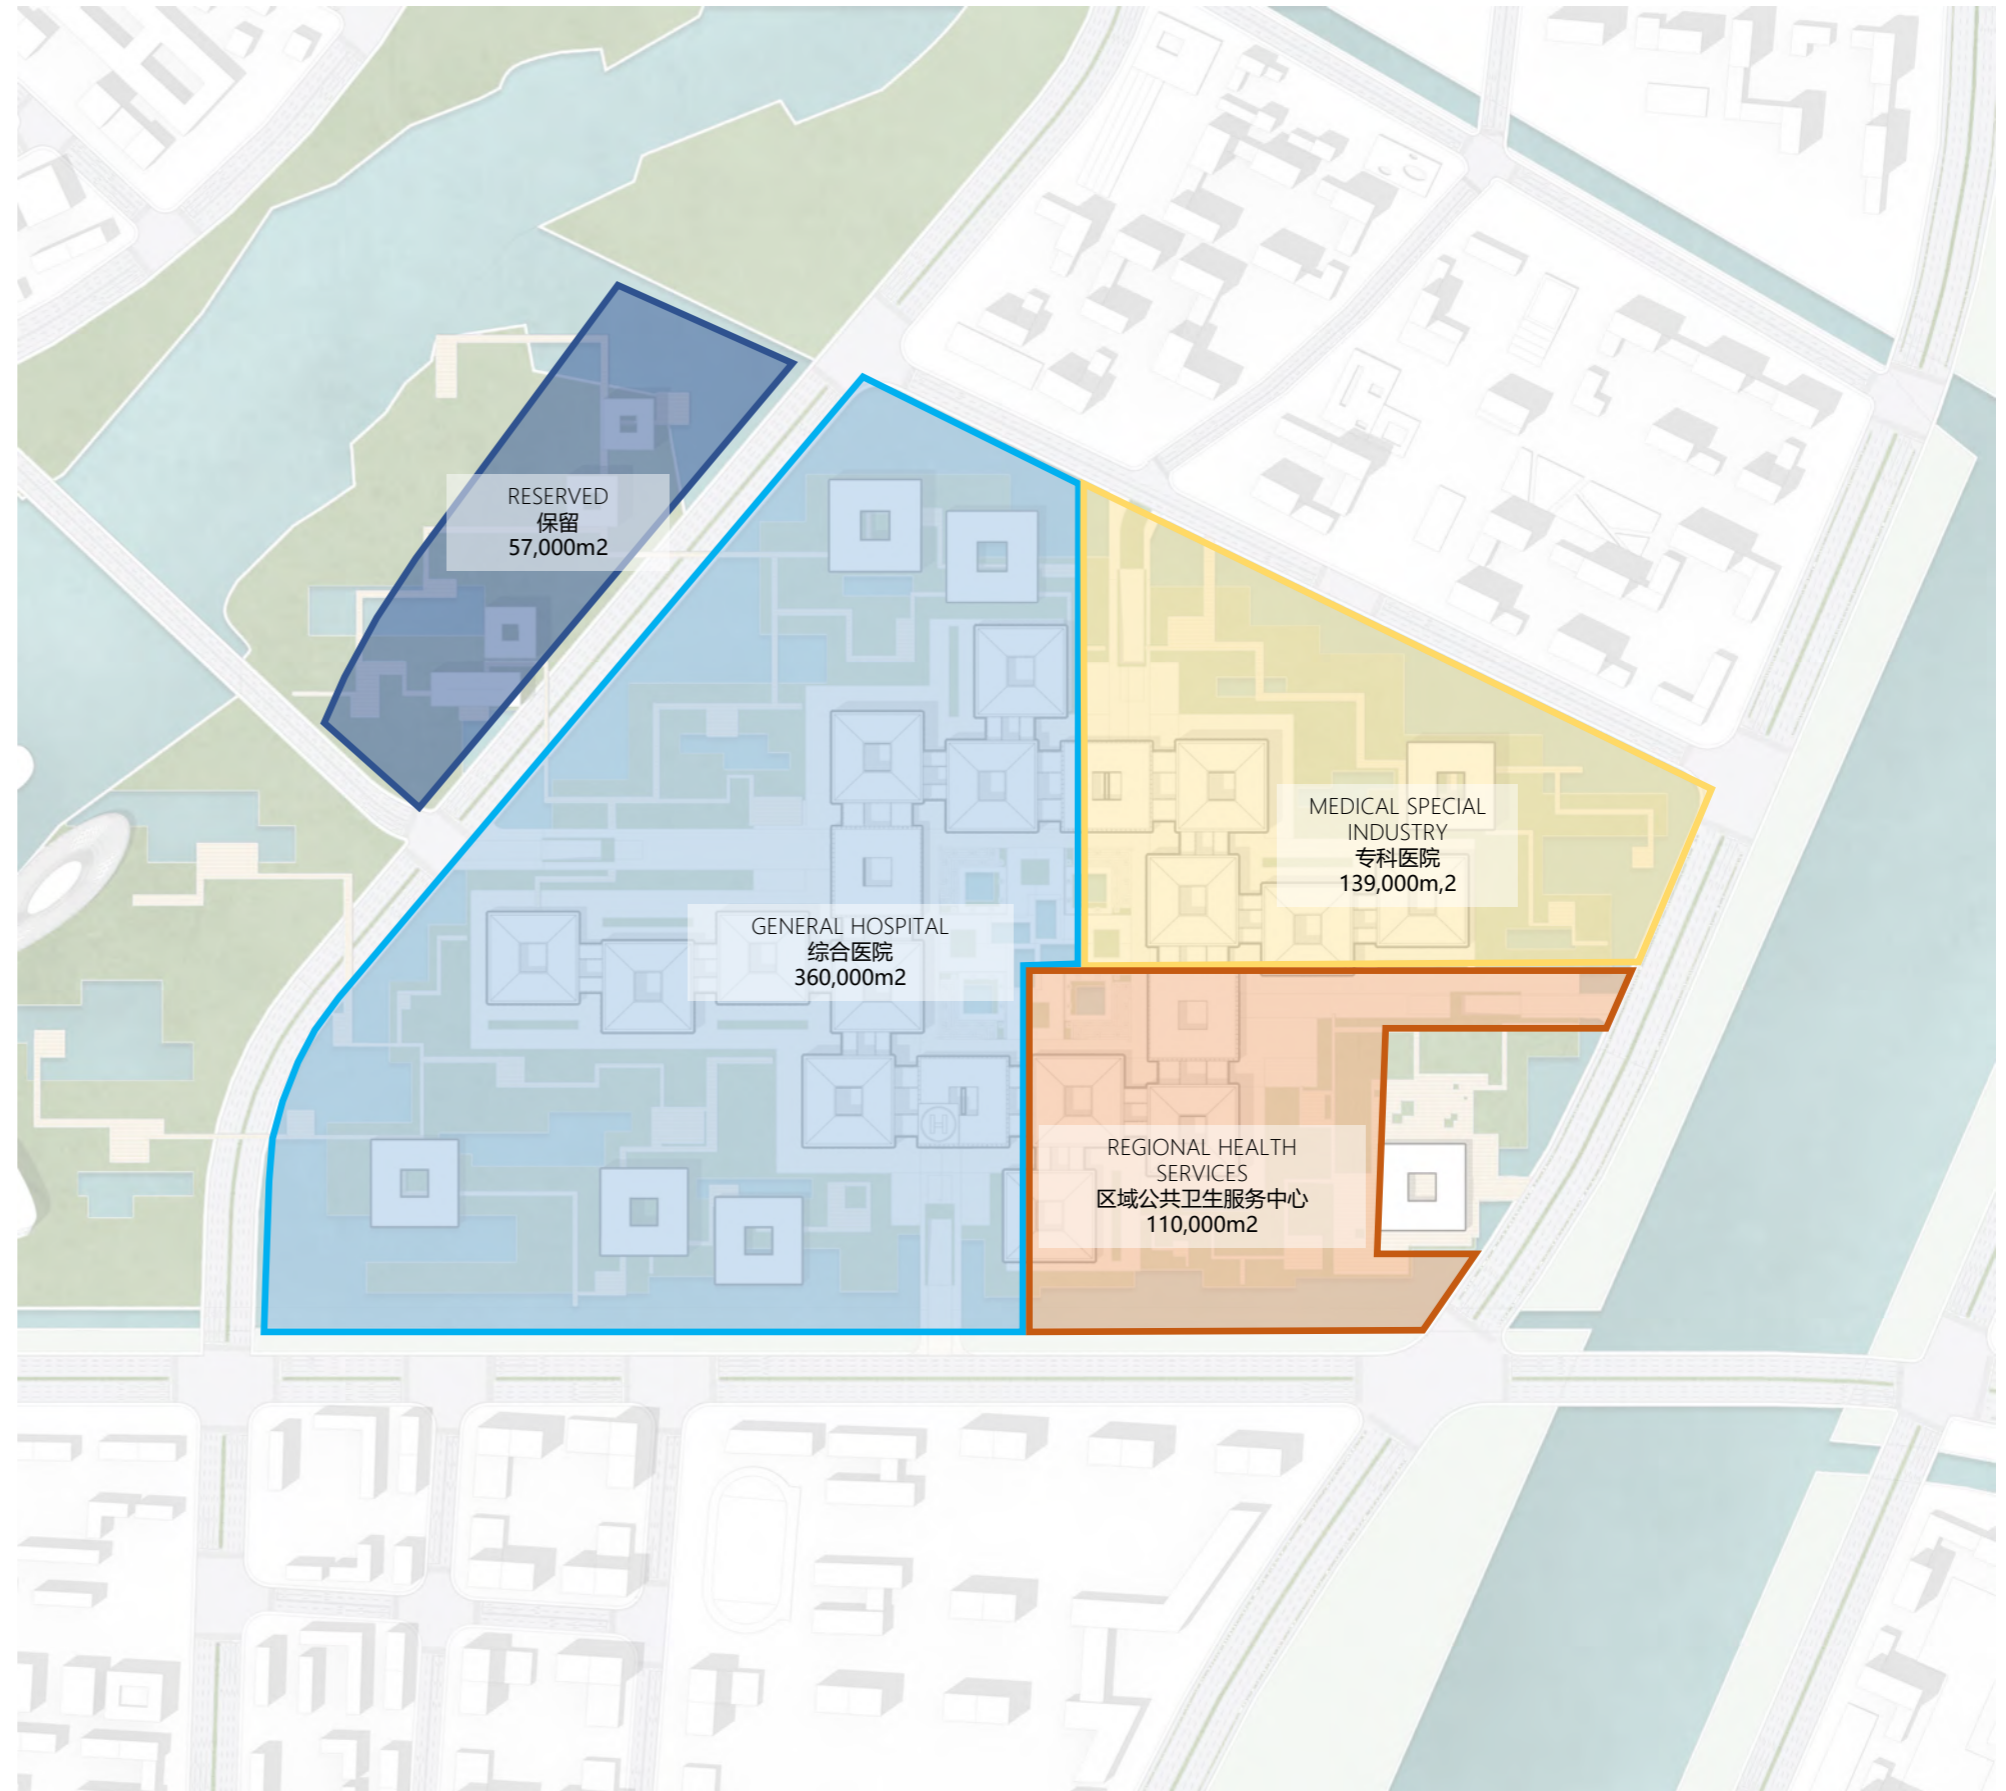 RESERVED
保留
57,000m2
MEDICAL SPECIAL
INDUSTRY
专科医院
139,000m,2
GENERAL HOSPITAL
综合医院
360,000m2
REGIONAL HEALTH
SERVICES
区域公共卫生服务中心
110,000m2